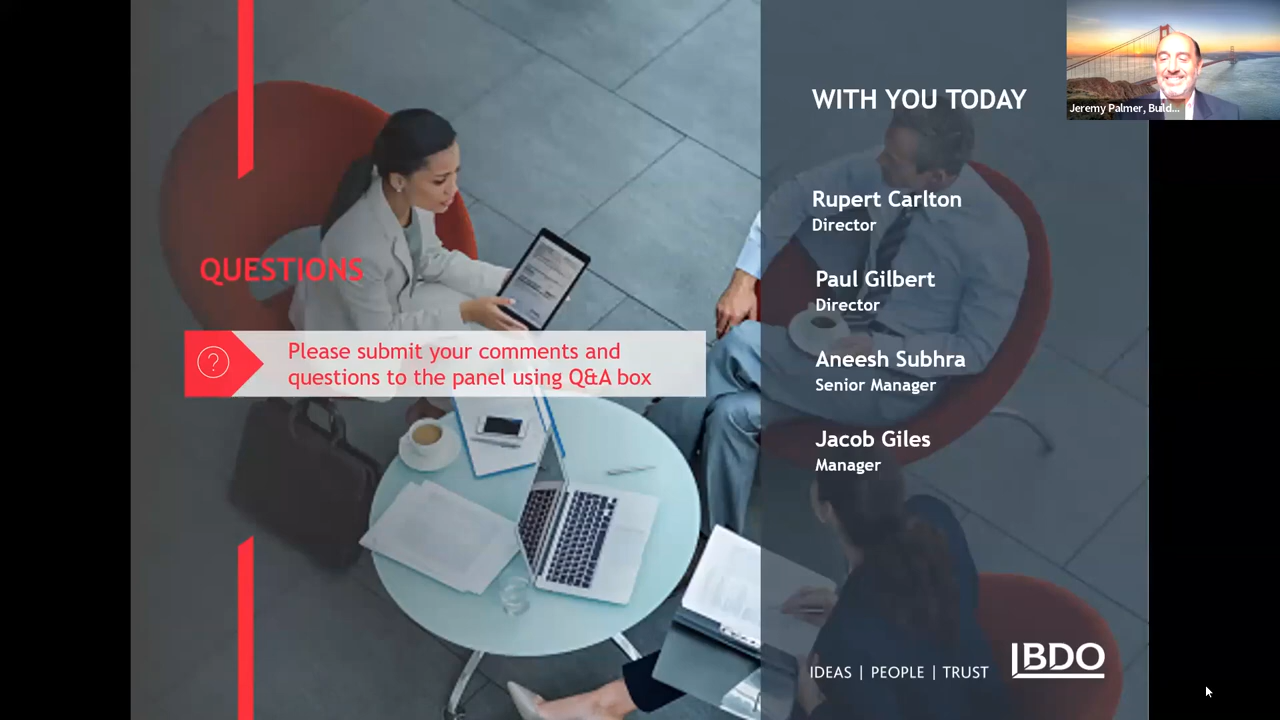 WITH YOU TODAY
Jeremy Palmer, Build...
Rupert Carlton
Director
QUESTIONS
Paul Gilbert
Director
Please submit your comments and
questions to the panel using Q&A box
Aneesh Subhra
Senior Manager
Jacob Giles
Manager
IDEAS | PEOPLE | TRUST
BDO